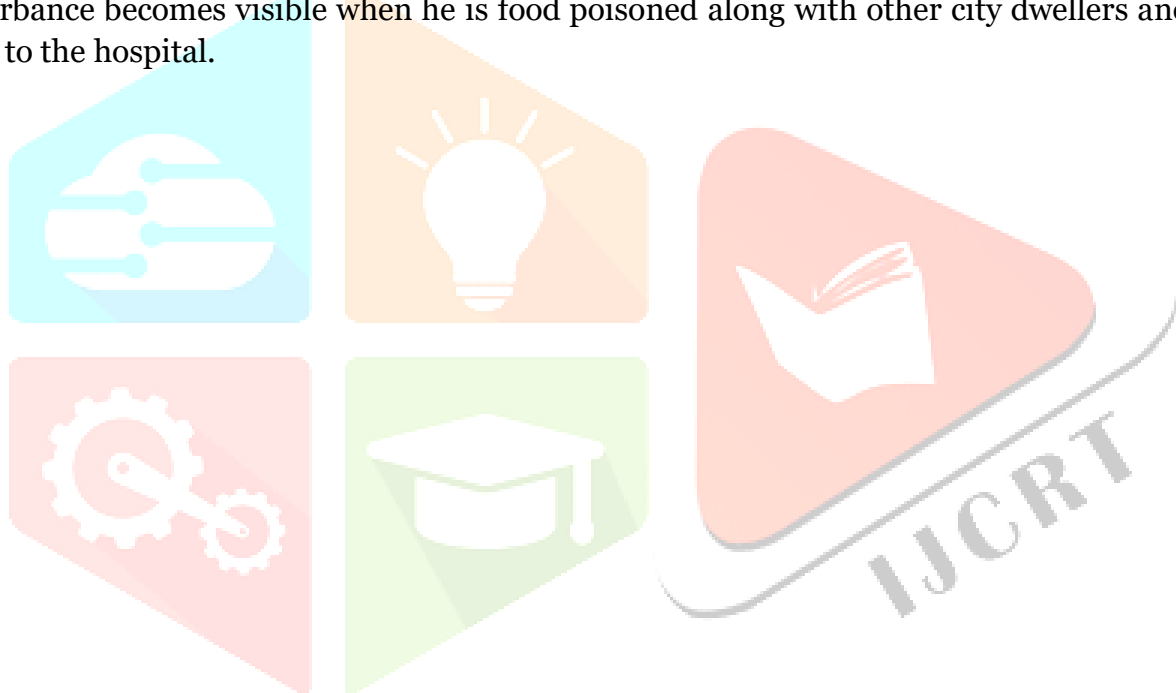 rbance becomes visible when he is food poisoned along with other city dwellers and
to the hospital.
IJCRT